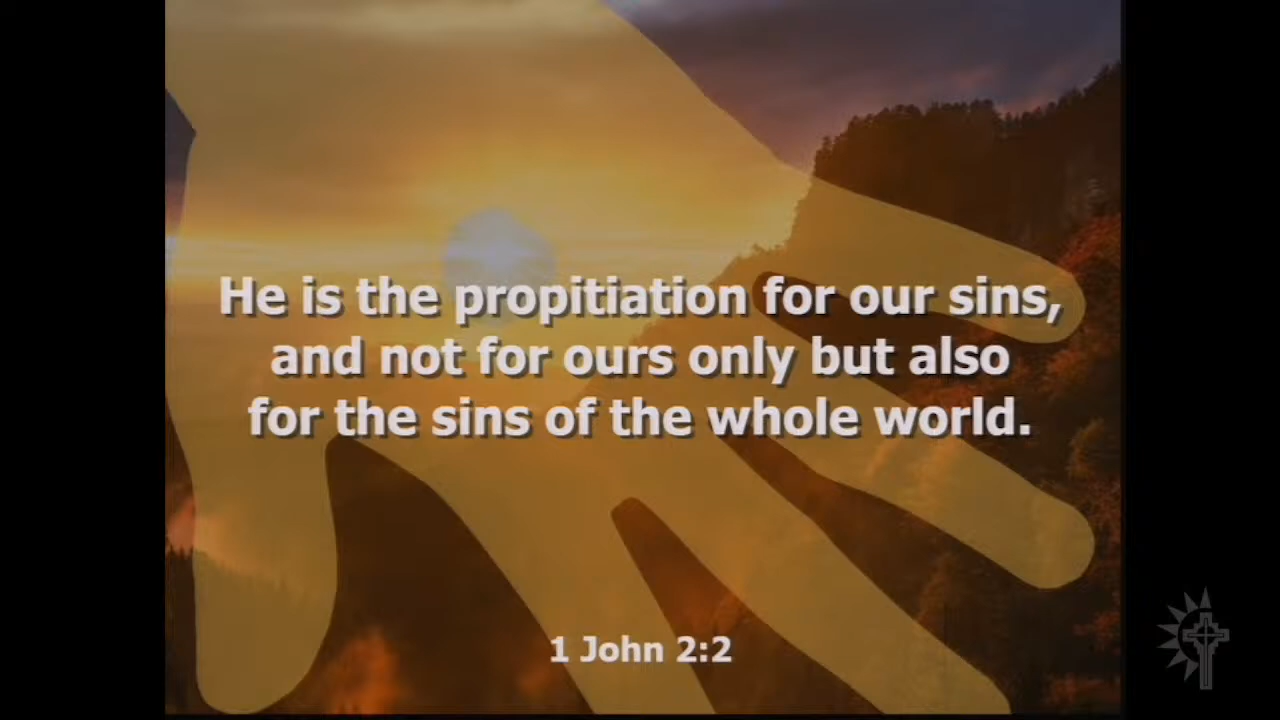 He is the propitiation for our sins,
and not for ours only but also
for the sins of the whole world.
1 John 2:2